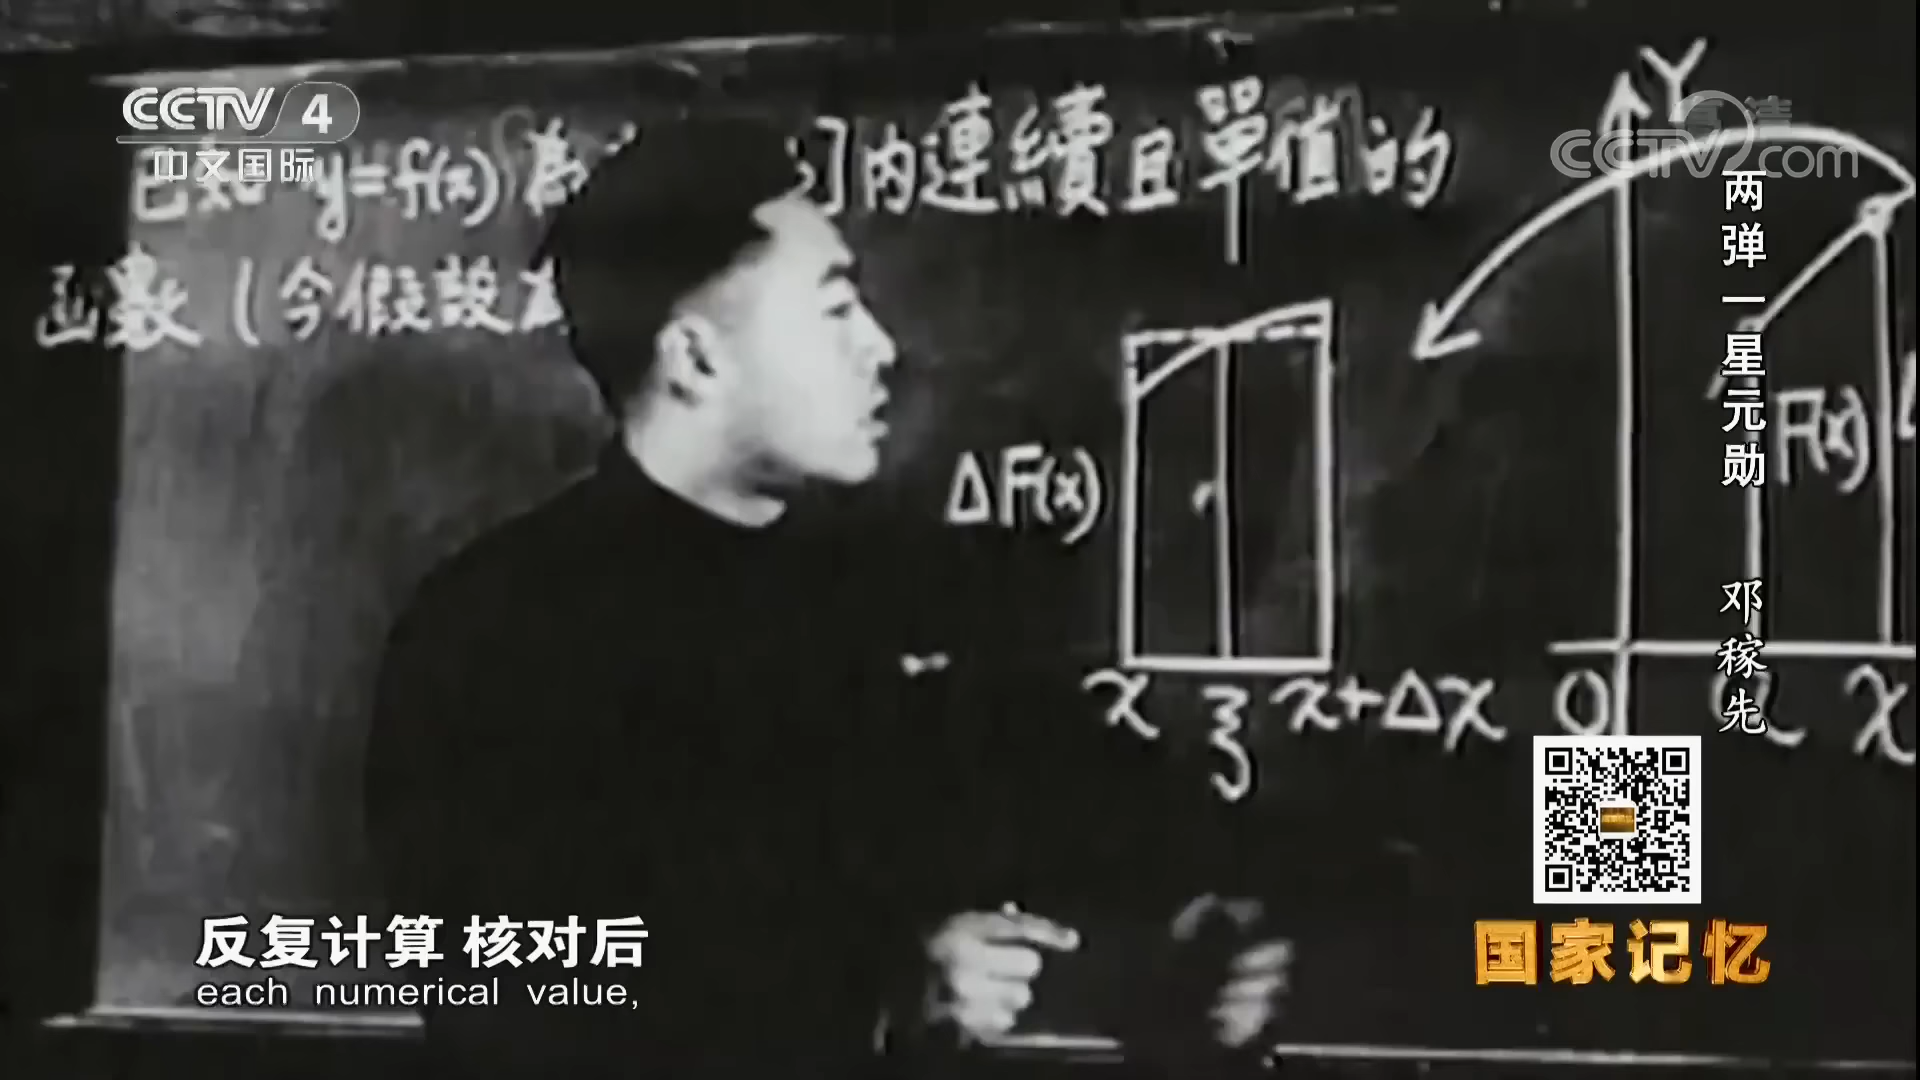 CCTV 4
中文国际
高清
CCTV.com
已知 y=f(x) 為
内連續且單值的
函數(今假設為
Y
ΔF(x)
F(x)
x ξ x+Δx
O a x
两弹一星元勋 邓稼先
反复计算 核对后
each numerical value,
国家记忆